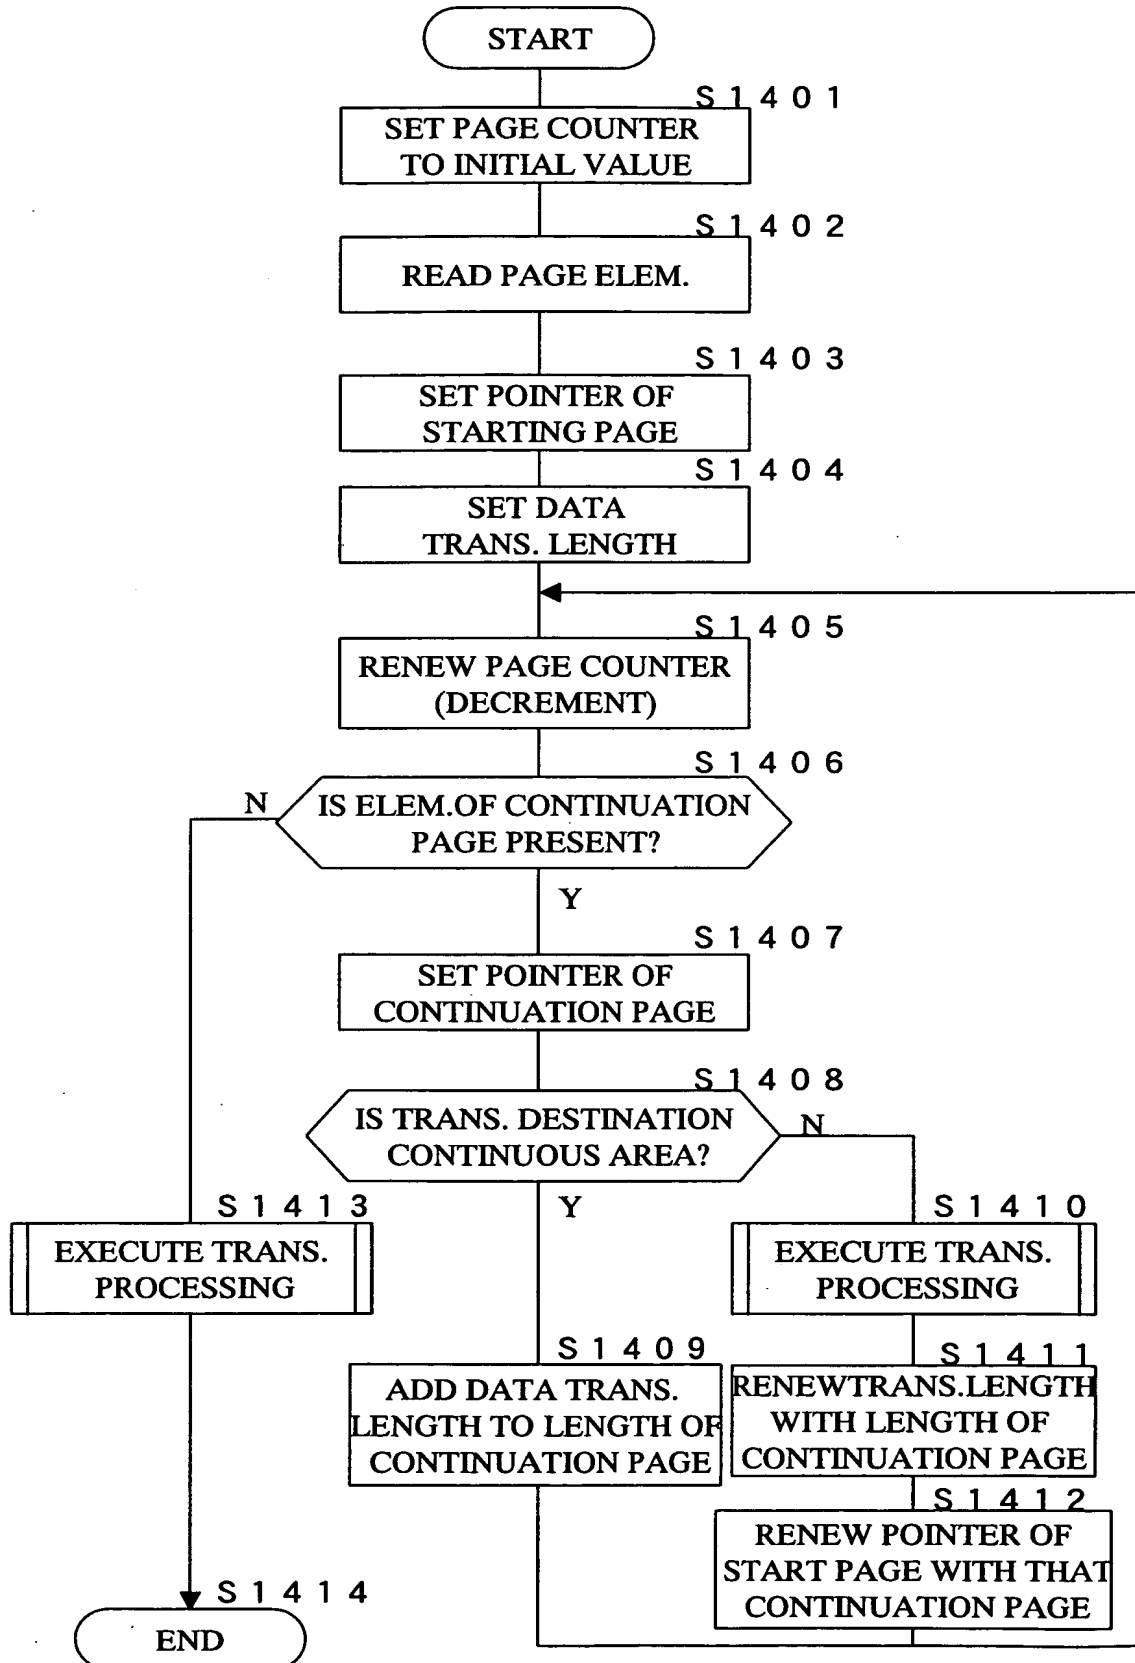 START
S1401
SET PAGE COUNTER
TO INITIAL VALUE
S1402
READ PAGE ELEM.
S1403
SET POINTER OF
STARTING PAGE
S1404
SET DATA
TRANS. LENGTH
S1405
RENEW PAGE COUNTER
(DECREMENT)
S1406
N
IS ELEM.OF CONTINUATION
PAGE PRESENT?
Y
S1407
SET POINTER OF
CONTINUATION PAGE
S1408
IS TRANS. DESTINATION
CONTINUOUS AREA?
N
Y
S1413
EXECUTE TRANS.
PROCESSING
S1410
EXECUTE TRANS.
PROCESSING
S1409
ADD DATA TRANS.
LENGTH TO LENGTH OF
CONTINUATION PAGE
S1411
RENEWTRANS.LENGTH
WITH LENGTH OF
CONTINUATION PAGE
S1412
RENEW POINTER OF
START PAGE WITH THAT
CONTINUATION PAGE
S1414
END